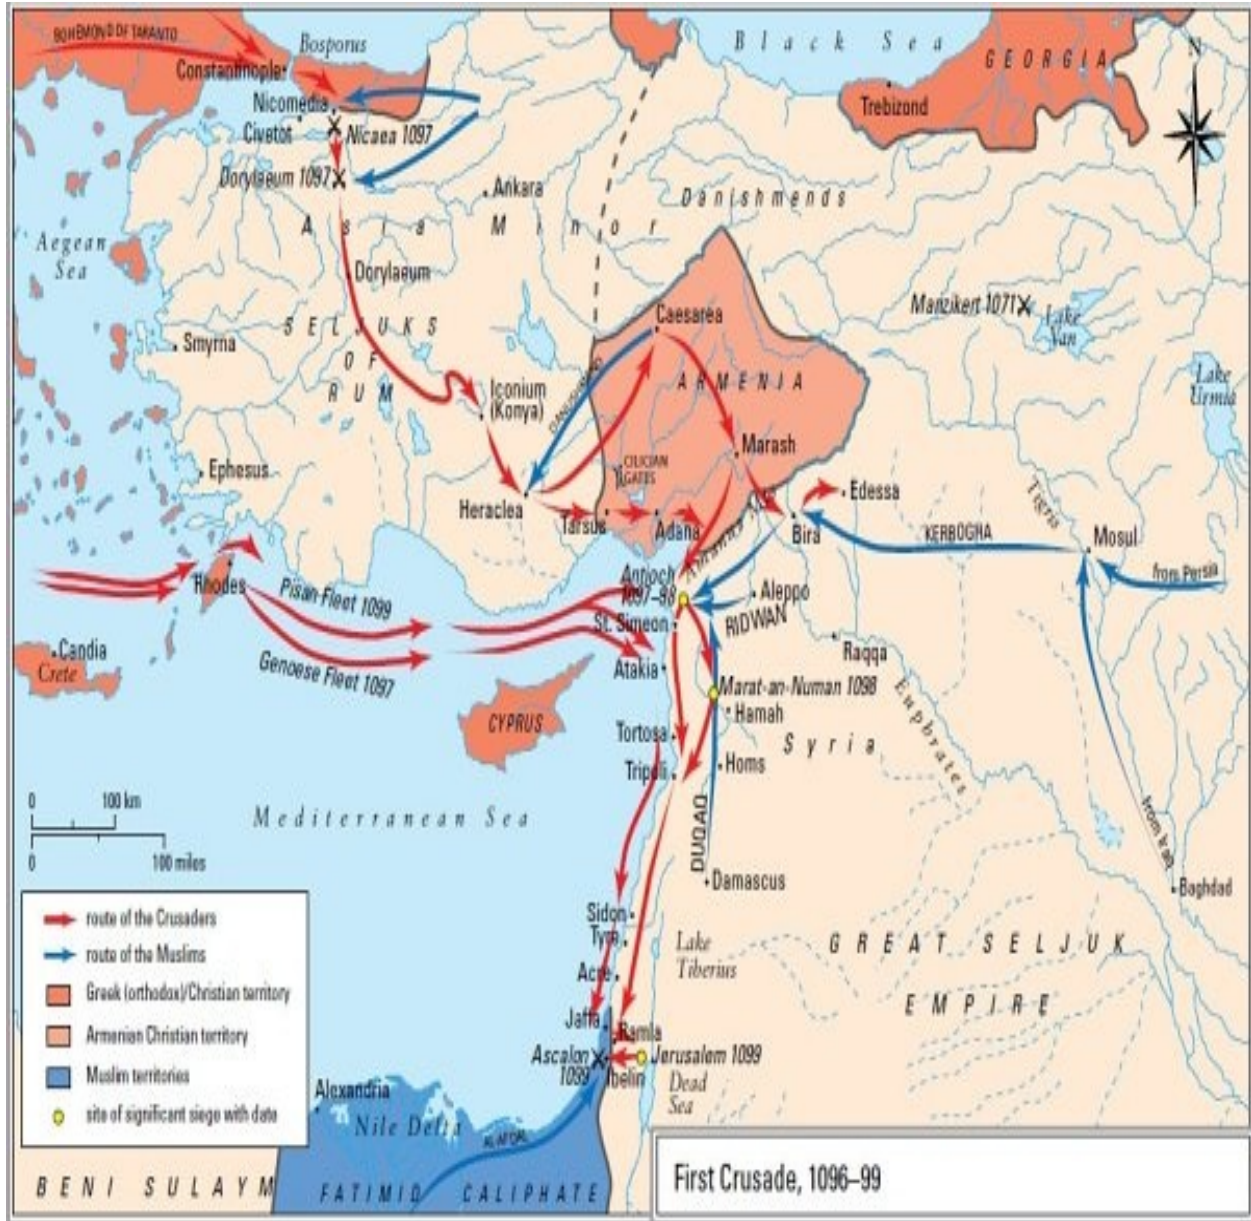 BOHEMOND OF TARANTO
Bosporus
Black Sea
GEORGIA
N
Constantinople
Trebizond
Nicomedia
Civetot
Nicaea 1097
Dorylaeum 1097
Ankara
Danishmends
Asia Minor
Aegean
Sea
Dorylaeum
Caesarea
Manzikert 1071
Lake
Van
SELJUKS
OF
RUM
Smyrna
ARMENIA
Lake
Urmia
Iconium
(Konya)
DANISHMEND
Marash
Ephesus
CILICIAN
GATES
Heraclea
Tarsus
Adana
Edessa
Bira
Tigris
KERBOGHA
Mosul
from Persia
Rhodes
Pisan Fleet 1099
Antioch
1097–98
Aleppo
RIDWAN
St. Simeon
Candia
Crete
Genoese Fleet 1097
Atakia
Raqqa
Marat-an-Numan 1098
Hamah
Euphrates
CYPRUS
Tortosa
Syria
Tripoli
Homs
0 100 km
0 100 miles
Mediterranean Sea
DUQAQ
from Iraq
Damascus
Baghdad
Sidon
Tyre
Lake
Tiberius
GREAT SELJUK
EMPIRE
Acre
Jaffa
Ramla
Ascalon
1099
Jerusalem 1099
Ibelin
Dead
Sea
route of the Crusaders
route of the Muslims
Greek (orodox)/Christian territory
Armenian Christian territory
Muslim territories
site of significant siege with date
Alexandria
Nile Delta
AL AFDAL
BENI SULAYM
FATIMID CALIPHATE
First Crusade, 1096–99